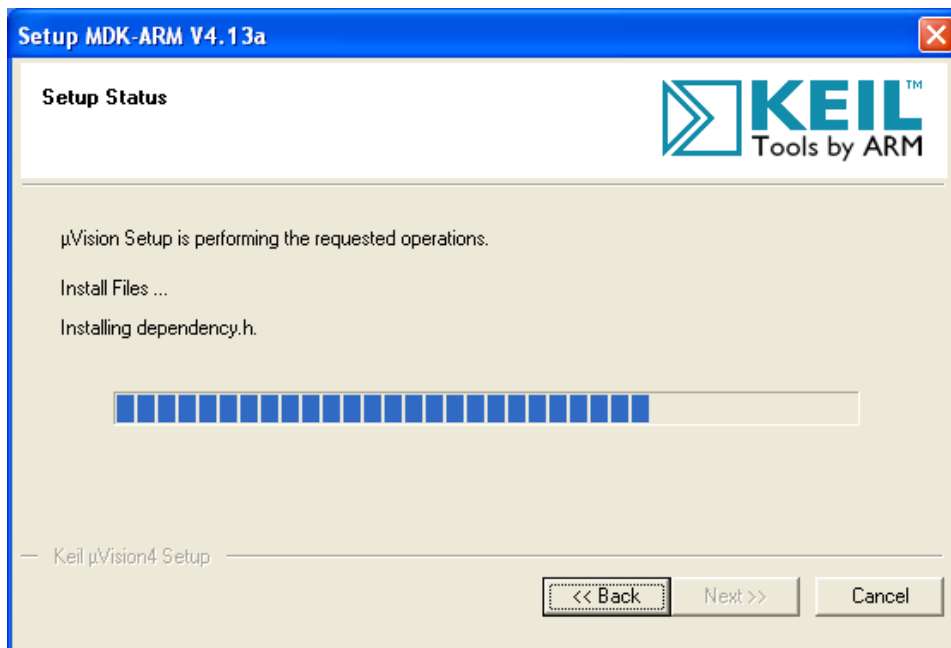 Setup MDK-ARM V4.13a
Setup Status
KEIL™
Tools by ARM
µVision Setup is performing the requested operations.
Install Files ...
Installing dependency.h.
Keil µVision4 Setup
<< Back
Next >>
Cancel